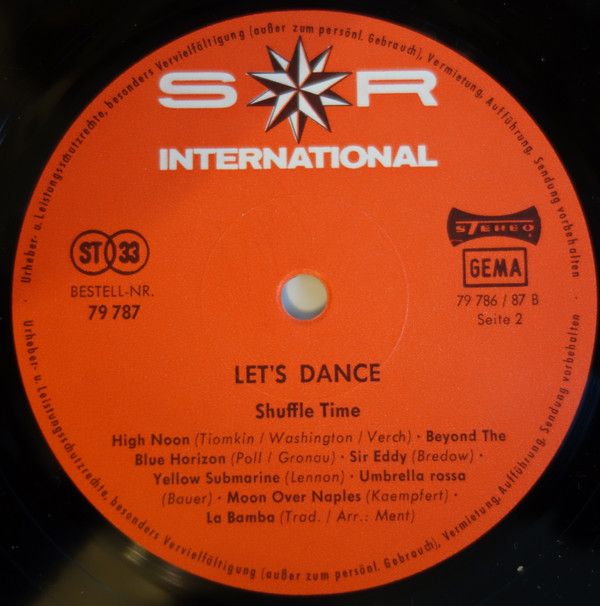 Urheber- u. Leistungsschutzrechte, besonders Vervielfältigung (außer zum persönl. Gebrauch), Vermietung, Aufführung, Sendung vorbehalten ·
S R
INTERNATIONAL
ST 33
BESTELL-NR.
79 787
STEREO
GEMA
79 786 / 87 B
Seite 2
LET'S DANCE
Shuffle Time
High Noon (Tiomkin / Washington / Verch) · Beyond The
Blue Horizon (Poll / Gronau) · Sir Eddy (Bredow) ·
Yellow Submarine (Lennon) · Umbrella rossa
(Bauer) · Moon Over Naples (Kaempfert) ·
La Bamba (Trad. / Arr.: Ment)
Urheber- u. Leistungsschutzrechte, besonders Vervielfältigung (außer zum persönl. Gebrauch), Vermietung, Aufführung, Sendung vorbehalten ·